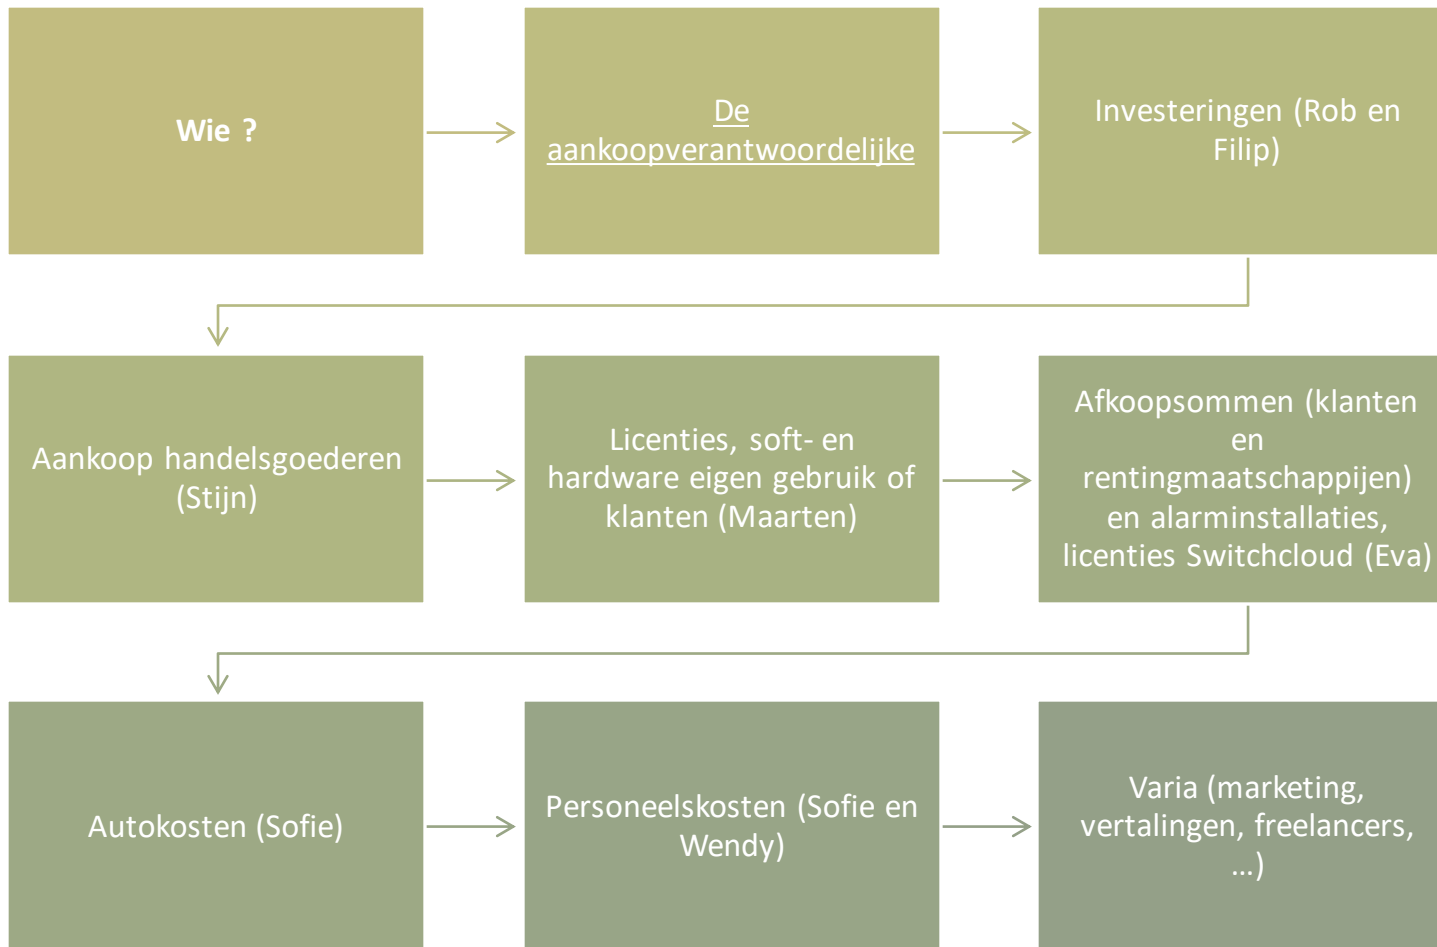 Wie ?
De
aankoopverantwoordelijke
Investeringen (Rob en
Filip)
Aankoop handelsgoederen
(Stijn)
Licenties, soft- en
hardware eigen gebruik of
klanten (Maarten)
Afkoopsommen (klanten
en
rentingmaatschappijen)
en alarminstallaties,
licenties Switchcloud (Eva)
Autokosten (Sofie)
Personeelskosten (Sofie en
Wendy)
Varia (marketing,
vertalingen, freelancers,
…)